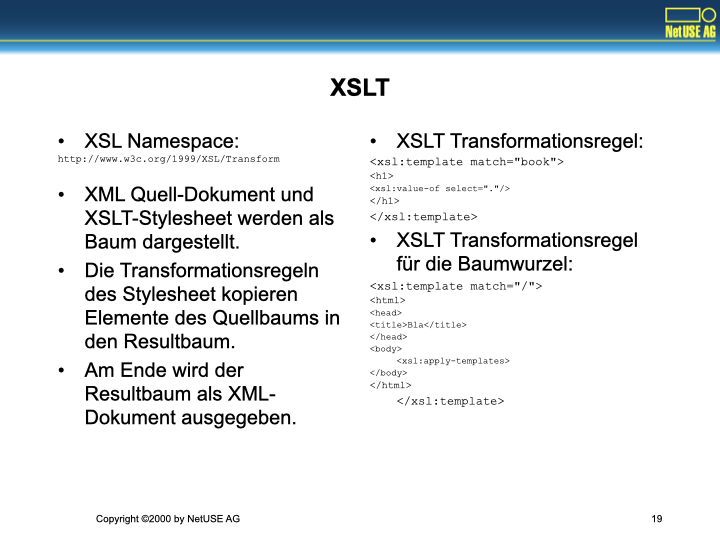 NetUSE AG
XSLT
• XSL Namespace:
http://www.w3c.org/1999/XSL/Transform
• XML Quell-Dokument und
XSLT-Stylesheet werden als
Baum dargestellt.
• Die Transformationsregeln
des Stylesheet kopieren
Elemente des Quellbaums in
den Resultbaum.
• Am Ende wird der
Resultbaum als XML-
Dokument ausgegeben.
• XSLT Transformationsregel:
<xsl:template match="book">
<h1>
<xsl:value-of select="."/>
</h1>
</xsl:template>
• XSLT Transformationsregel
für die Baumwurzel:
<xsl:template match="/">
<html>
<head>
<title>Bla</title>
</head>
<body>
<xsl:apply-templates>
</body>
</html>
</xsl:template>
Copyright ©2000 by NetUSE AG
19